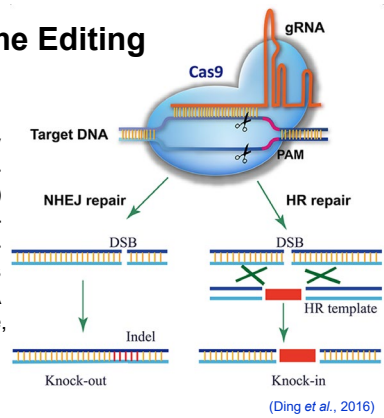 me Editing
gRNA
Cas9
Target DNA
PAM
NHEJ repair
HR repair
DSB
DSB
HR template
Indel
Knock-out
Knock-in
(Ding et al., 2016)